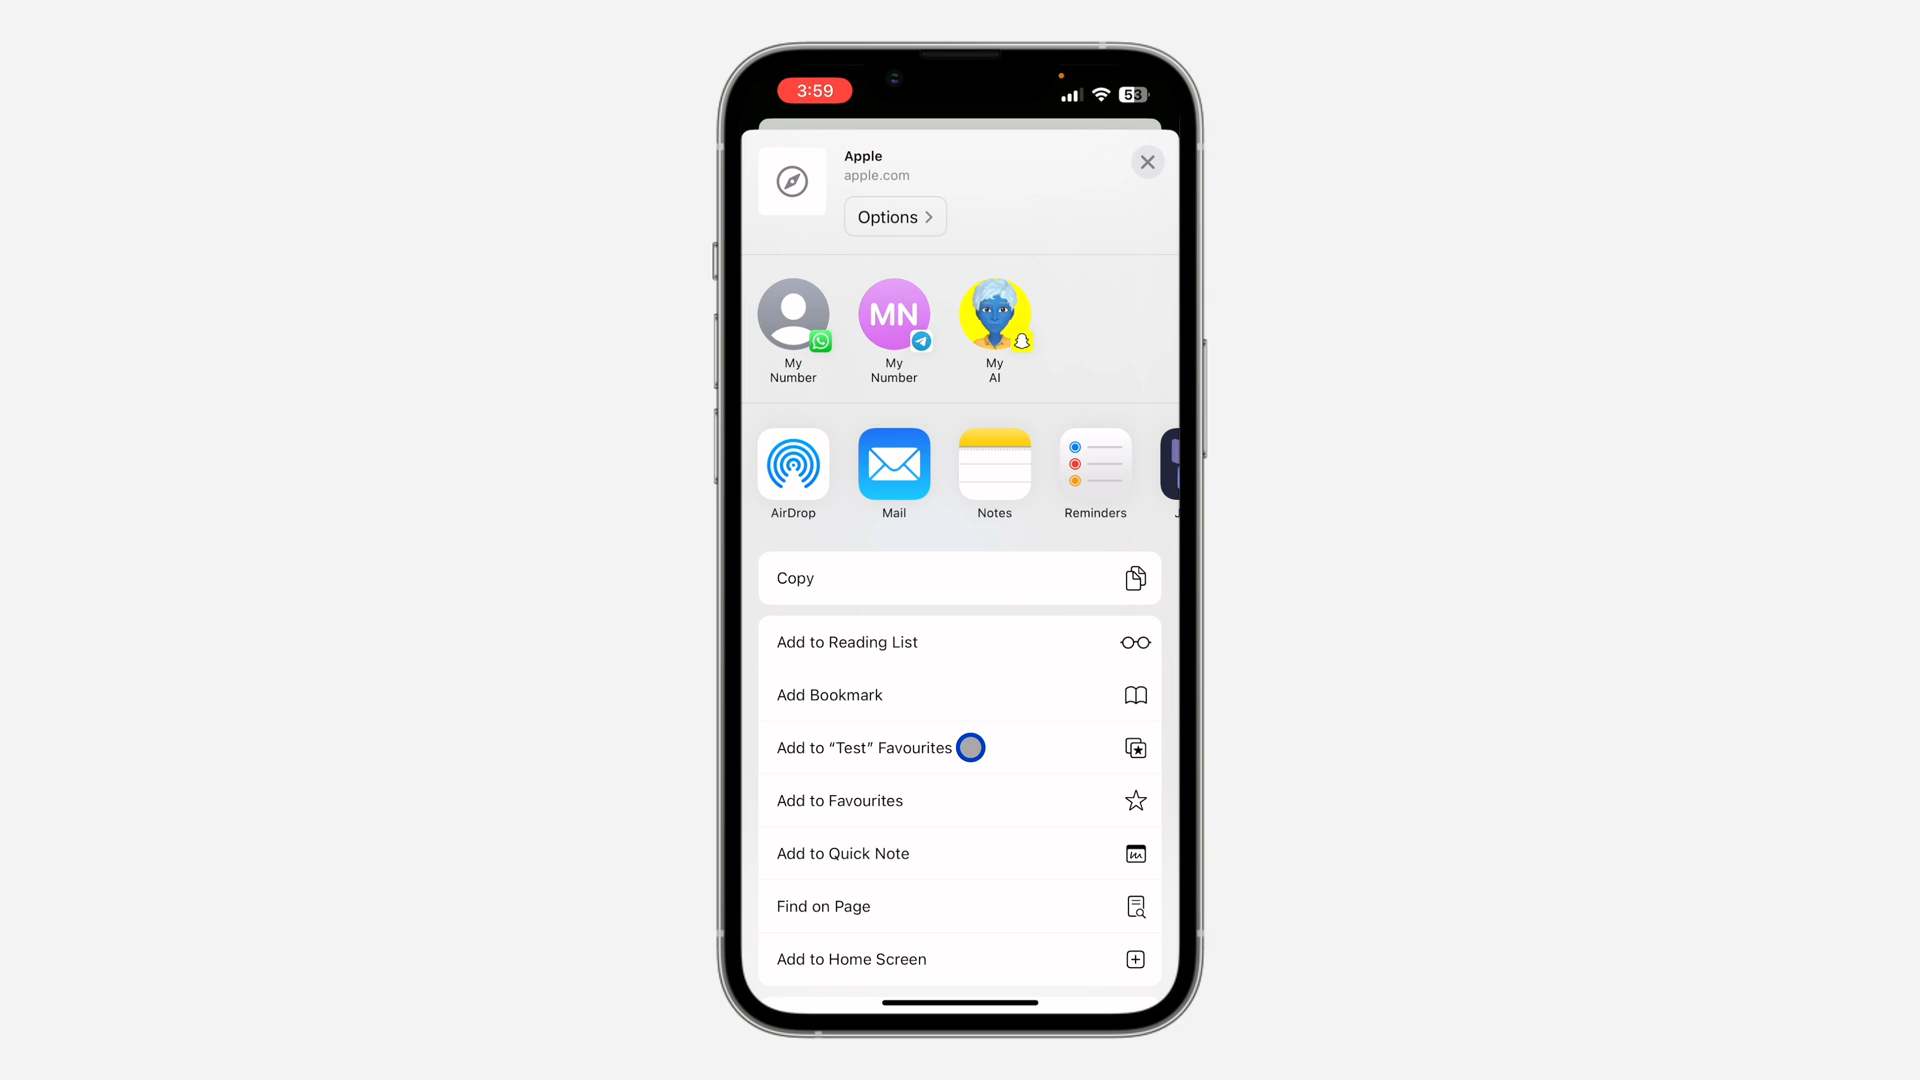 3:59
53
Apple
apple.com
Options
MN
My
Number
My
Number
My
AI
AirDrop
Mail
Notes
Reminders
Copy
Add to Reading List
Add Bookmark
Add to “Test” Favourites
Add to Favourites
Add to Quick Note
Find on Page
Add to Home Screen